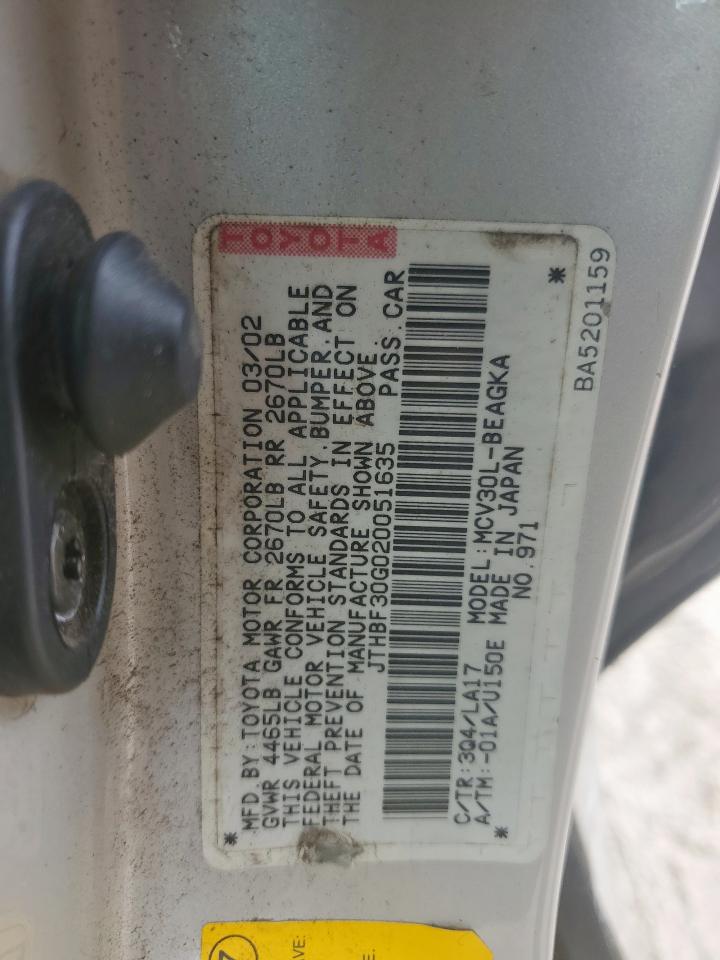 TOYOTA
*MFD.BY:TOYOTA MOTOR CORPORATION 03/02
GVWR 4465LB GAWR FR 2670LB RR 2670LB
THIS VEHICLE CONFORMS TO ALL APPLICABLE
FEDERAL MOTOR VEHICLE SAFETY,BUMPER,AND
THEFT PREVENTION STANDARDS IN EFFECT ON
THE DATE OF MANUFACTURE SHOWN ABOVE.
JTHBF30G020051635 PASS.CAR
C/TR:3Q4/LA17 MODEL:MCV30L-BEAGKA
A/TM:-01A/U150E MADE IN JAPAN
* NO.971 *
BA5201159
7
AVE:
E.